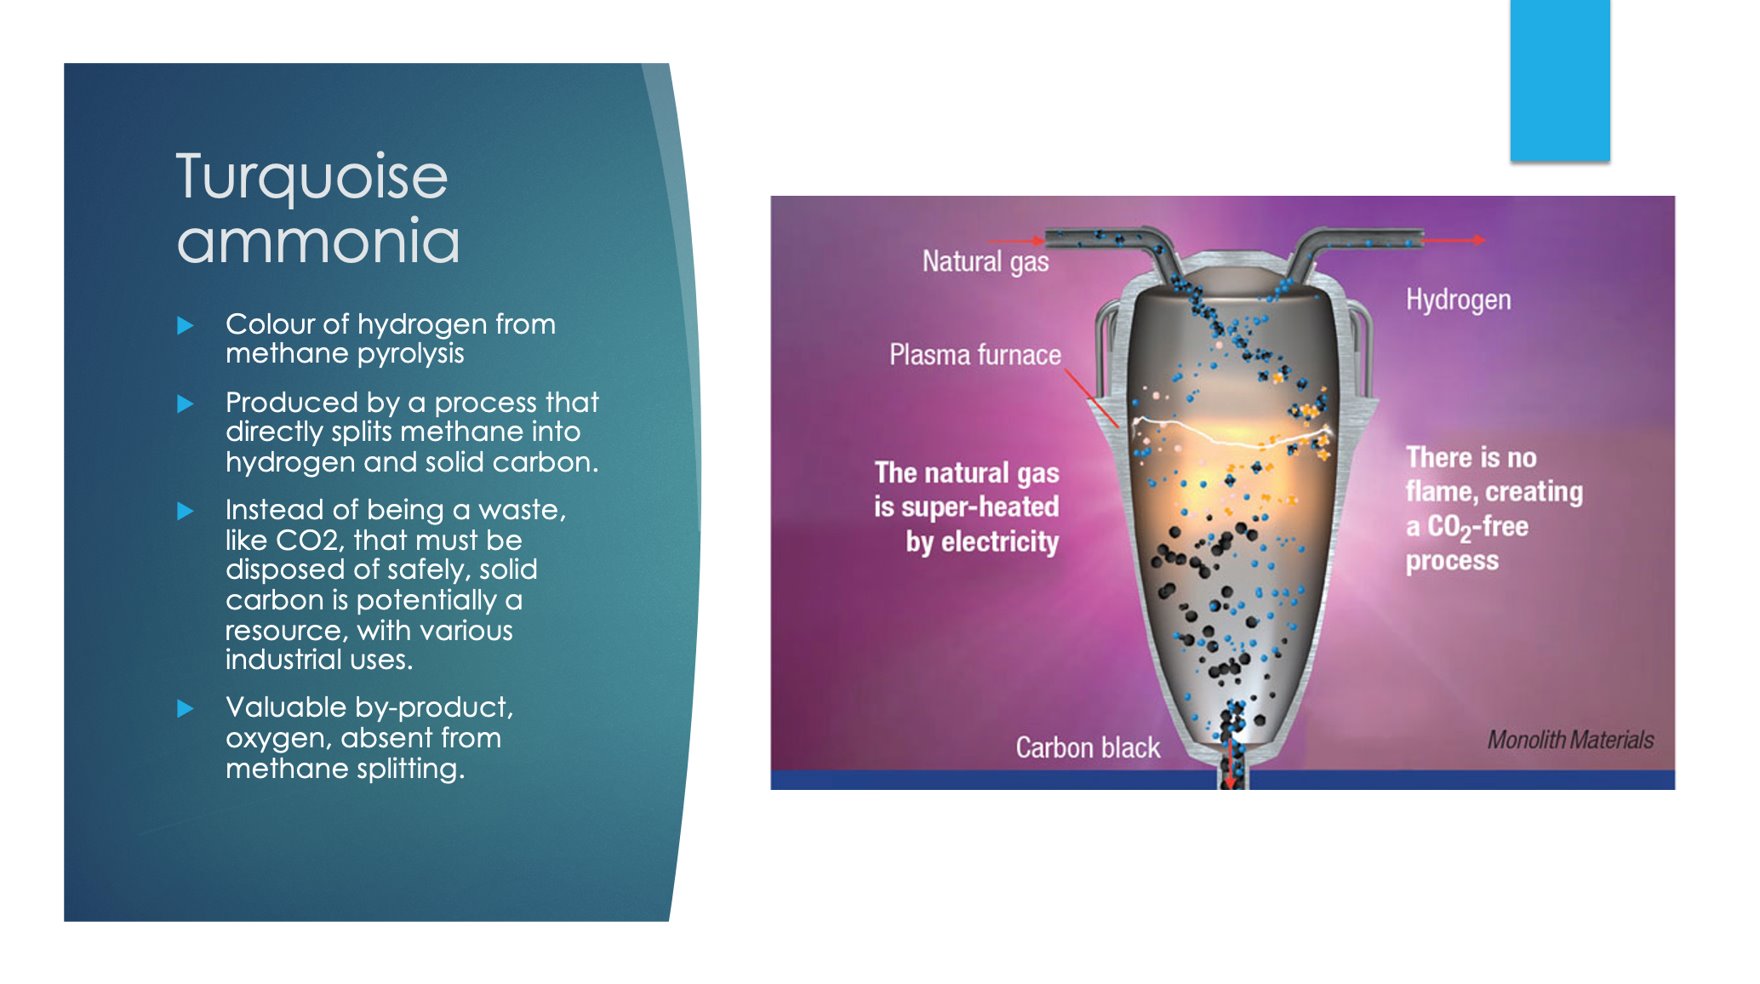 Turquoise
ammonia
Colour of hydrogen from
methane pyrolysis
Produced by a process that
directly splits methane into
hydrogen and solid carbon.
Instead of being a waste,
like CO2, that must be
disposed of safely, solid
carbon is potentially a
resource, with various
industrial uses.
Valuable by-product,
oxygen, absent from
methane splitting.
Natural gas
Hydrogen
Plasma furnace
The natural gas
is super-heated
by electricity
There is no
flame, creating
a CO₂-free
process
Carbon black
Monolith Materials